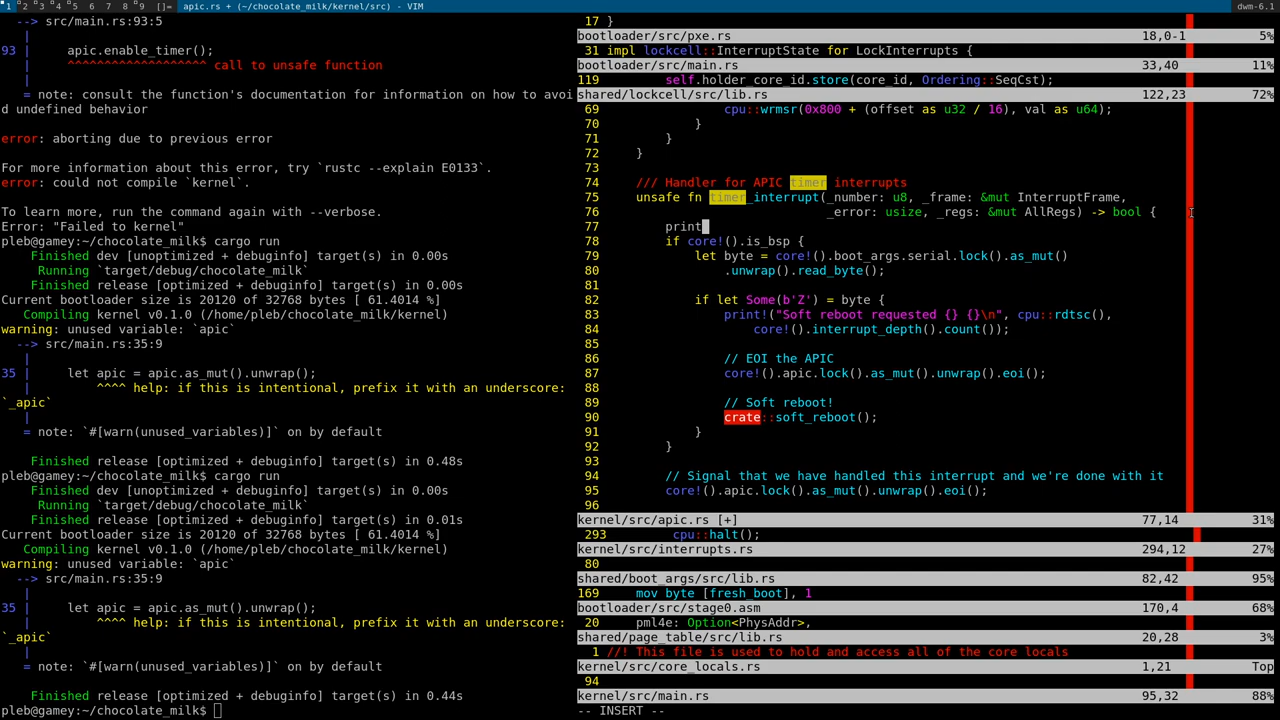 1 2 3 4 5 6 7 8 9 []= apic.rs + (~/chocolate_milk/kernel/src) - VIM dwm-6.1
--> src/main.rs:93:5
|
93 |     apic.enable_timer();
|     ^^^^^^^^^^^^^^^^^^^ call to unsafe function
|
= note: consult the function's documentation for information on how to avoi
d undefined behavior
error: aborting due to previous error
For more information about this error, try `rustc --explain E0133`.
error: could not compile `kernel`.
To learn more, run the command again with --verbose.
Error: "Failed to kernel"
pleb@gamey:~/chocolate_milk$ cargo run
Finished dev [unoptimized + debuginfo] target(s) in 0.00s
Running `target/debug/chocolate_milk`
Finished release [optimized + debuginfo] target(s) in 0.00s
Current bootloader size is 20120 of 32768 bytes [ 61.4014 %]
Compiling kernel v0.1.0 (/home/pleb/chocolate_milk/kernel)
warning: unused variable: `apic`
--> src/main.rs:35:9
|
35 |     let apic = apic.as_mut().unwrap();
|         ^^^^ help: if this is intentional, prefix it with an underscore:
`_apic`
|
= note: `#[warn(unused_variables)]` on by default
Finished release [optimized + debuginfo] target(s) in 0.48s
pleb@gamey:~/chocolate_milk$ cargo run
Finished dev [unoptimized + debuginfo] target(s) in 0.00s
Running `target/debug/chocolate_milk`
Finished release [optimized + debuginfo] target(s) in 0.01s
Current bootloader size is 20120 of 32768 bytes [ 61.4014 %]
Compiling kernel v0.1.0 (/home/pleb/chocolate_milk/kernel)
warning: unused variable: `apic`
--> src/main.rs:35:9
|
35 |     let apic = apic.as_mut().unwrap();
|         ^^^^ help: if this is intentional, prefix it with an underscore:
`_apic`
|
= note: `#[warn(unused_variables)]` on by default
Finished release [optimized + debuginfo] target(s) in 0.44s
pleb@gamey:~/chocolate_milk$
17 }
bootloader/src/pxe.rs 18,0-1 5%
31 impl lockcell::InterruptState for LockInterrupts {
bootloader/src/main.rs 33,40 11%
119         self.holder_core_id.store(core_id, Ordering::SeqCst);
shared/lockcell/src/lib.rs 122,23 72%
69                 cpu::wrmsr(0x800 + (offset as u32 / 16), val as u64);
70             }
71         }
72     }
73
74     /// Handler for APIC timer interrupts
75     unsafe fn timer_interrupt(_number: u8, _frame: &mut InterruptFrame,
76                               _error: usize, _regs: &mut AllRegs) -> bool {
77         print
78         if core!().is_bsp {
79             let byte = core!().boot_args.serial.lock().as_mut()
80                 .unwrap().read_byte();
81
82             if let Some(b'Z') = byte {
83                 print!("Soft reboot requested {} {}\n", cpu::rdtsc(),
84                     core!().interrupt_depth().count());
85
86                 // EOI the APIC
87                 core!().apic.lock().as_mut().unwrap().eoi();
88
89                 // Soft reboot!
90                 crate::soft_reboot();
91             }
92         }
93
94         // Signal that we have handled this interrupt and we're done with it
95         core!().apic.lock().as_mut().unwrap().eoi();
96
kernel/src/apic.rs [+] 77,14 31%
293         cpu::halt();
kernel/src/interrupts.rs 294,12 27%
80
shared/boot_args/src/lib.rs 82,42 95%
169     mov byte [fresh_boot], 1
bootloader/src/stage0.asm 170,4 68%
20     pml4e: Option<PhysAddr>,
shared/page_table/src/lib.rs 20,28 3%
1 //! This file is used to hold and access all of the core locals
kernel/src/core_locals.rs 1,21 Top
94
kernel/src/main.rs 95,32 88%
-- INSERT --